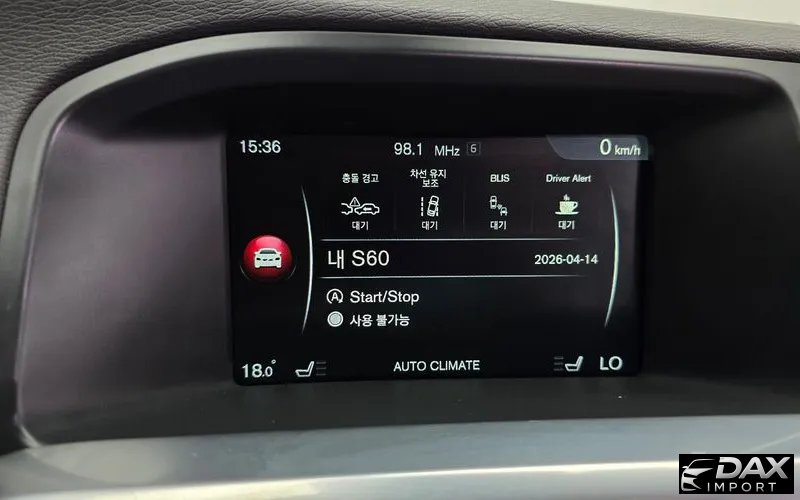 15:36 98.1 MHz 6 0 km/h
충돌 경고 차선 유지 보조 BLIS Driver Alert
대기 대기 대기 대기
내 S60 2026-04-14
A Start/Stop
사용 불가능
18.0° AUTO CLIMATE LO
DAX
IMPORT